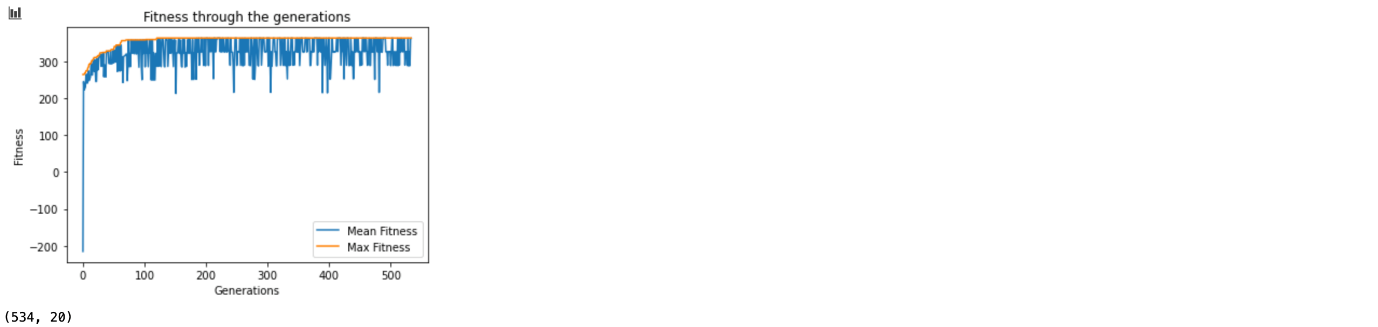 Fitness through the generations
300
200
100
0
−100
−200
Fitness
Mean Fitness
Max Fitness
0 100 200 300 400 500
Generations
(534, 20)